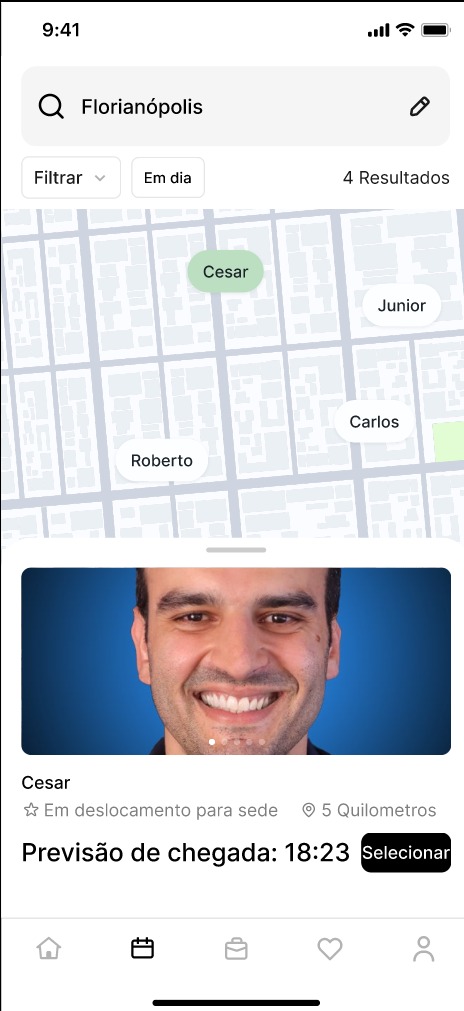 9:41
Florianópolis
Filtrar
Em dia
4 Resultados
Cesar
Junior
Carlos
Roberto
Cesar
Em deslocamento para sede
5 Quilometros
Previsão de chegada: 18:23
Selecionar